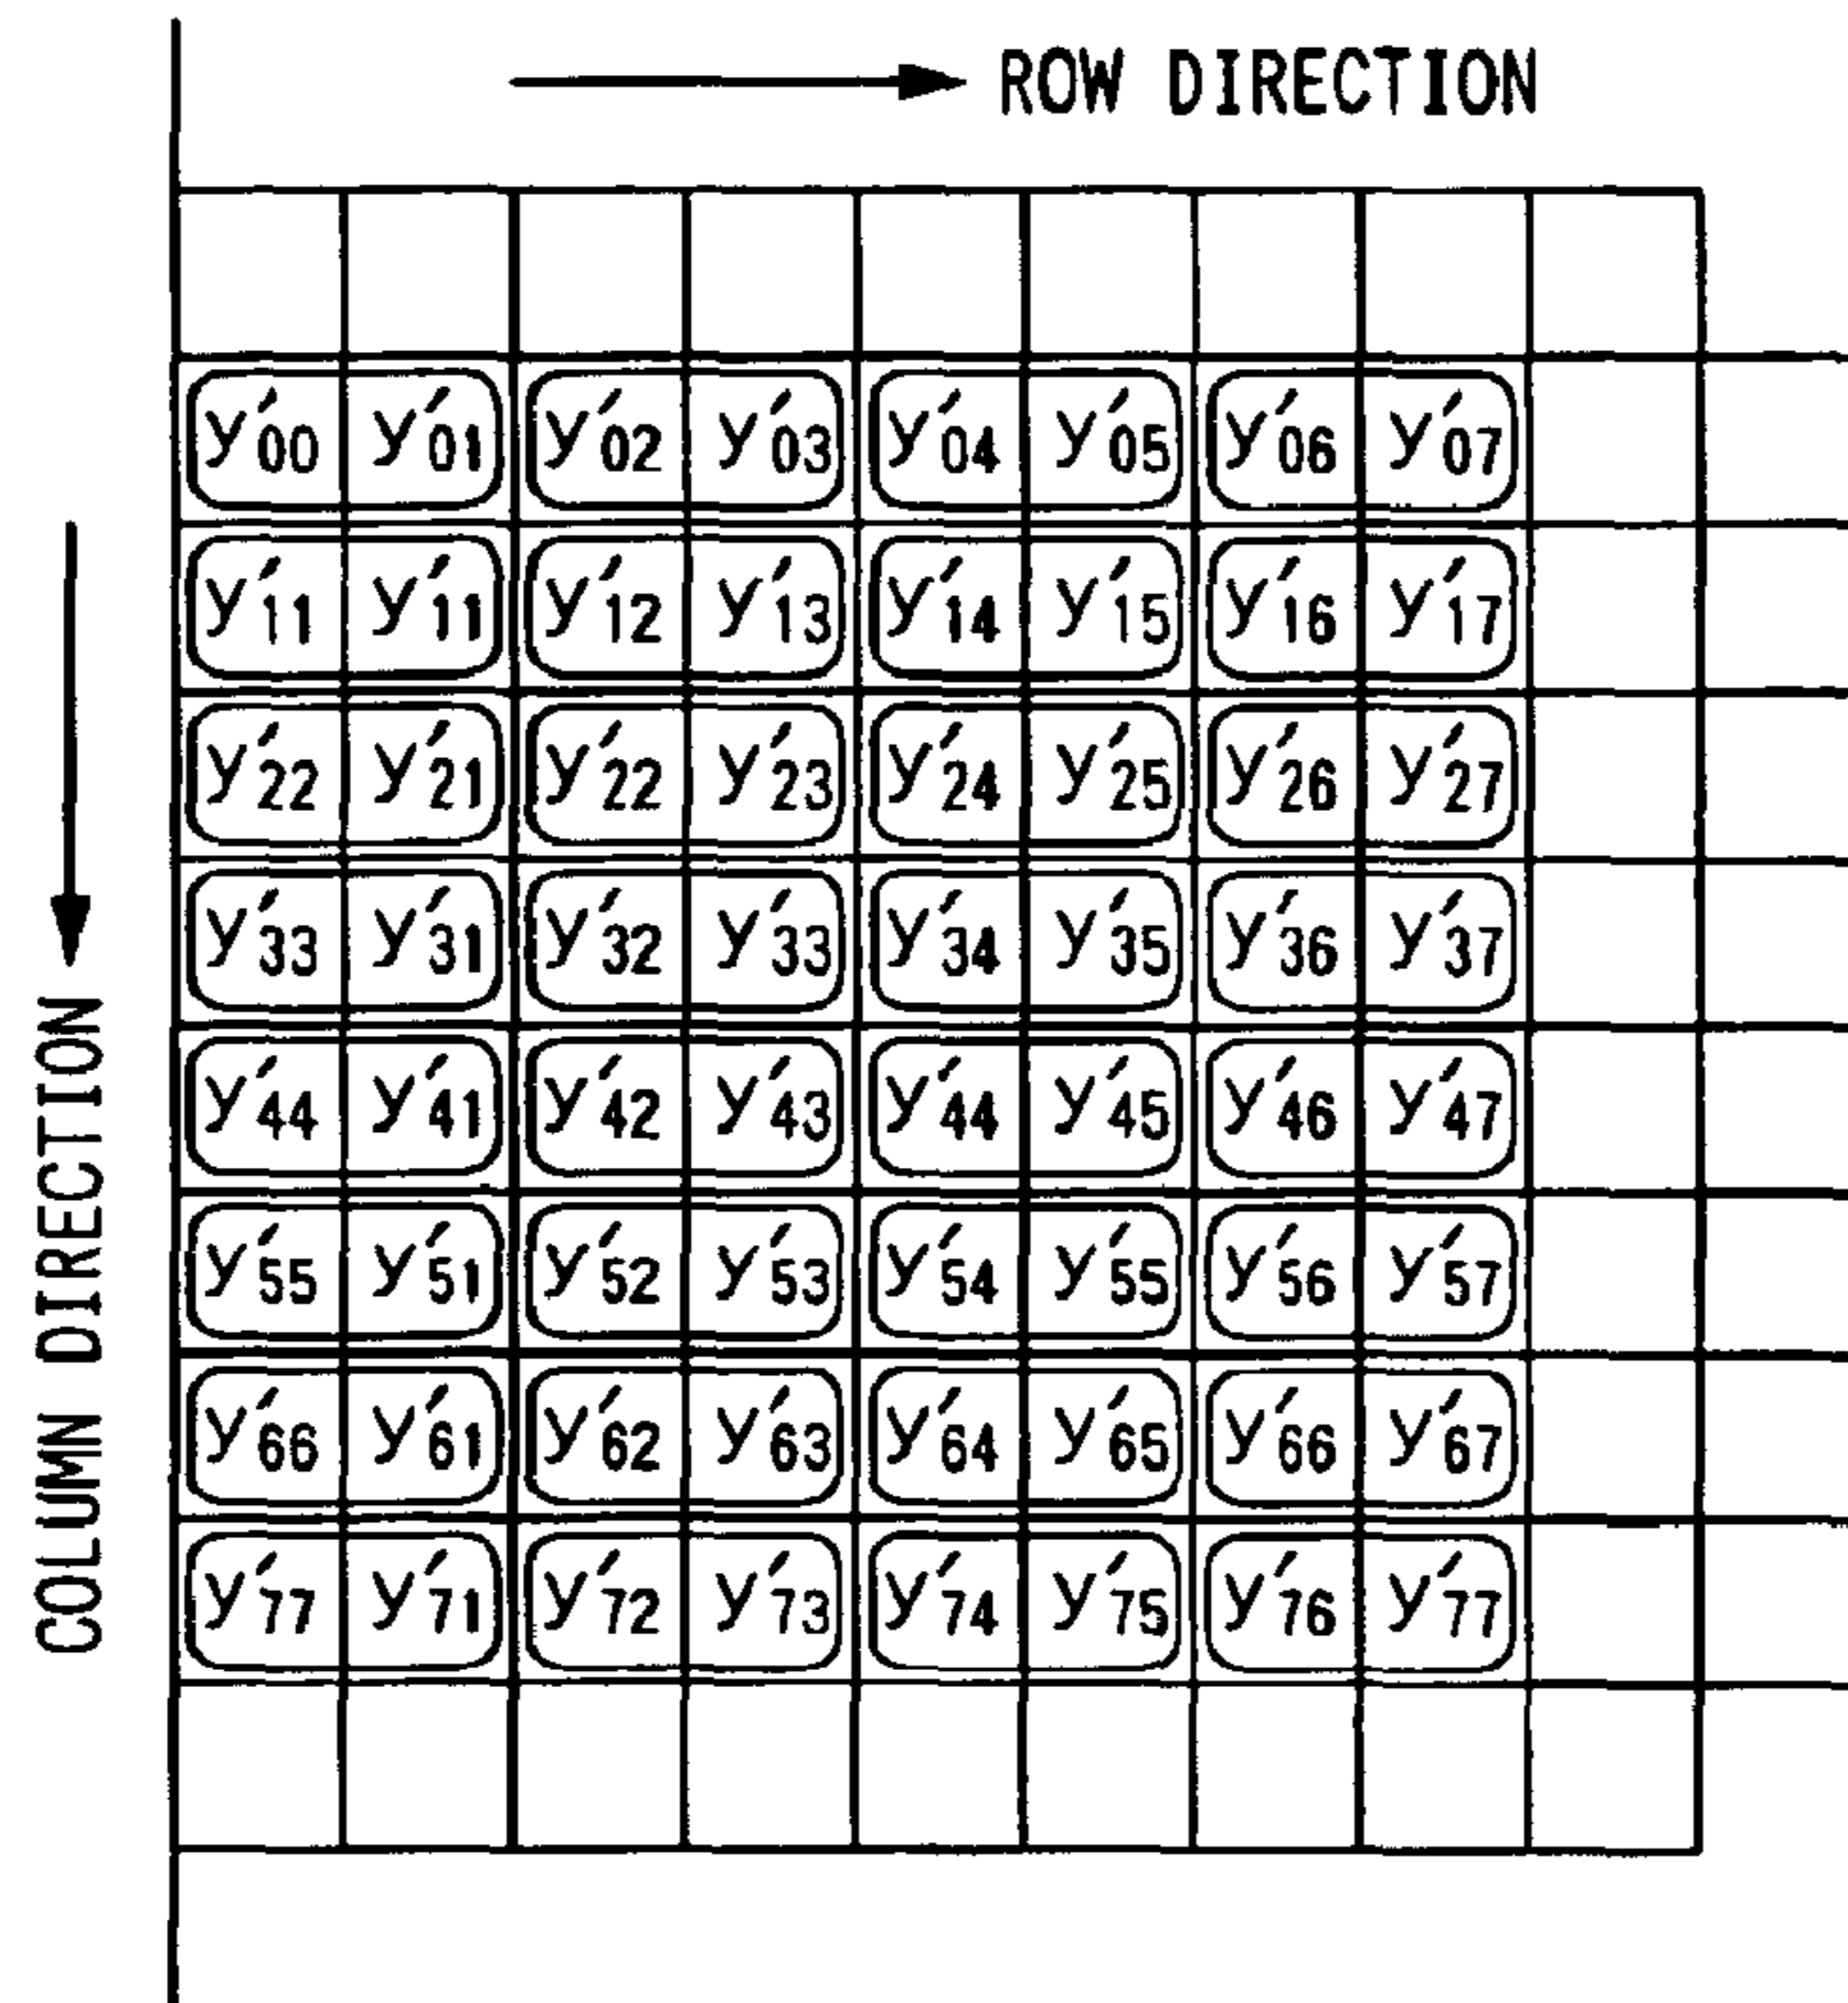 ROW DIRECTION
y'00 y'01 y'02 y'03 y'04 y'05 y'06 y'07
y'11 y'11 y'12 y'13 y'14 y'15 y'16 y'17
y'22 y'21 y'22 y'23 y'24 y'25 y'26 y'27
y'33 y'31 y'32 y'33 y'34 y'35 y'36 y'37
y'44 y'41 y'42 y'43 y'44 y'45 y'46 y'47
y'55 y'51 y'52 y'53 y'54 y'55 y'56 y'57
y'66 y'61 y'62 y'63 y'64 y'65 y'66 y'67
y'77 y'71 y'72 y'73 y'74 y'75 y'76 y'77
COLUMN DIRECTION